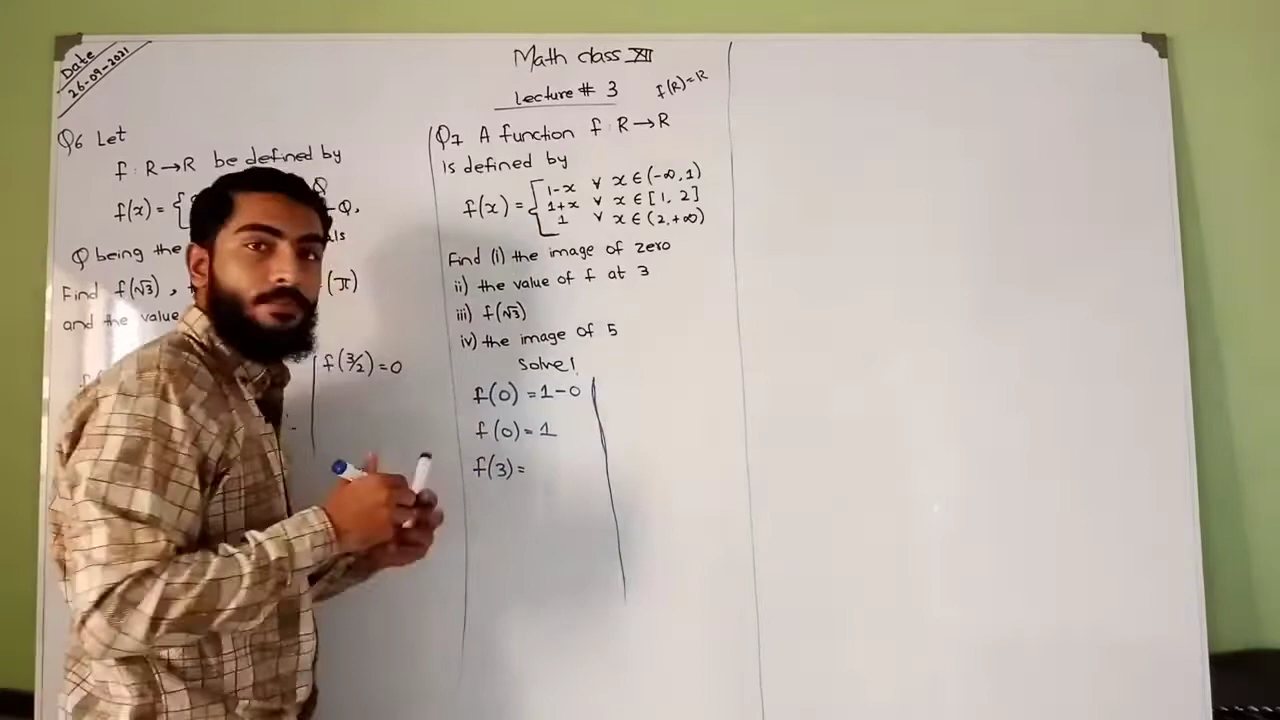 Date
26-09-2021
Math class XII
Lecture # 3
f(R)=R
Q6 Let
f: R→R be defined by
f(x) = {
Q being the
Find f(√3), (π)
and the value
f(3/2)=0
Q7 A function f: R→R
is defined by
f(x) = { 1-x ∀ x∈(-∞,1)
1+x ∀ x∈[1, 2]
1 ∀ x∈(2,+∞)
Find (i) the image of zero
ii) the value of f at 3
iii) f(√3)
iv) the image of 5
Solve!
f(0) = 1-0
f(0) = 1
f(3) =